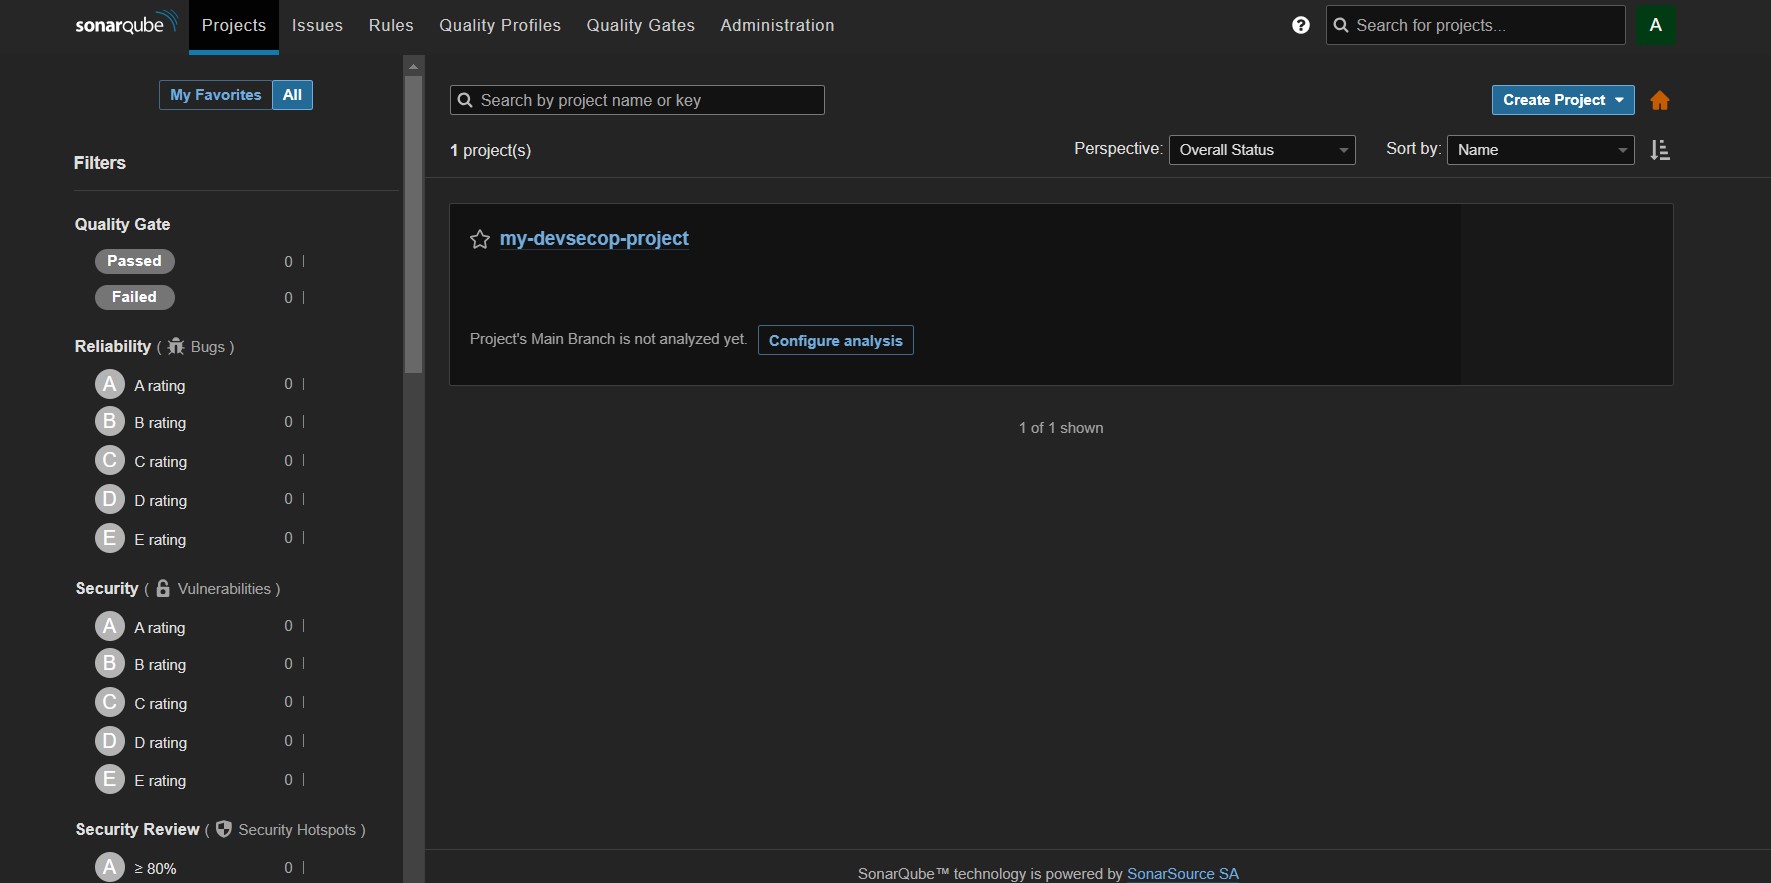 sonarqube Projects Issues Rules Quality Profiles Quality Gates Administration Search for projects... A
My Favorites All
Filters
Quality Gate
Passed 0
Failed 0
Reliability ( Bugs )
A A rating 0
B B rating 0
C C rating 0
D D rating 0
E E rating 0
Security ( Vulnerabilities )
A A rating 0
B B rating 0
C C rating 0
D D rating 0
E E rating 0
Security Review ( Security Hotspots )
A ≥ 80% 0
Search by project name or key Create Project
1 project(s) Perspective: Overall Status Sort by: Name
my-devsecop-project
Project's Main Branch is not analyzed yet. Configure analysis
1 of 1 shown
SonarQube™ technology is powered by SonarSource SA